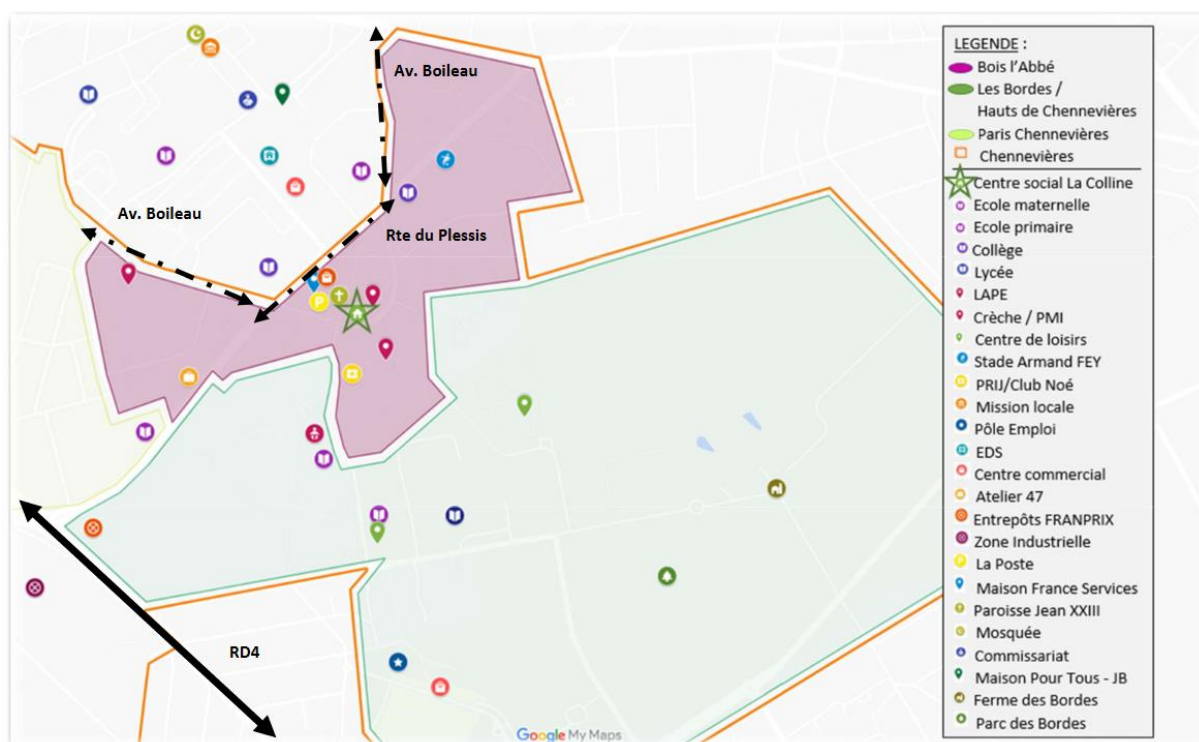 Av. Boileau
Av. Boileau
Rte du Plessis
RD4
Google My Maps
LEGENDE :
Bois l’Abbé
Les Bordes /
Hauts de Chennevières
Paris Chennevières
Chennevières
Centre social La Colline
Ecole maternelle
Ecole primaire
Collège
Lycée
LAPE
Crèche / PMI
Centre de loisirs
Stade Armand FEY
PRIJ/Club Noé
Mission locale
Pôle Emploi
EDS
Centre commercial
Atelier 47
Entrepôts FRANPRIX
Zone Industrielle
La Poste
Maison France Services
Paroisse Jean XXIII
Mosquée
Commissariat
Maison Pour Tous - JB
Ferme des Bordes
Parc des Bordes